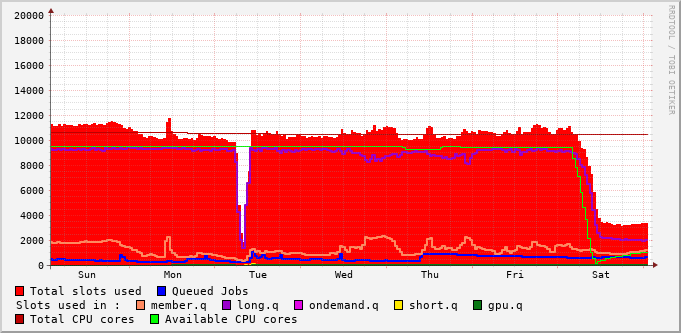 20000
18000
16000
14000
12000
10000
8000
6000
4000
2000
0
Sun Mon Tue Wed Thu Fri Sat
Total slots used Queued Jobs
Slots used in : member.q long.q ondemand.q short.q gpu.q
Total CPU cores Available CPU cores
RRDTOOL / TOBI OETIKER